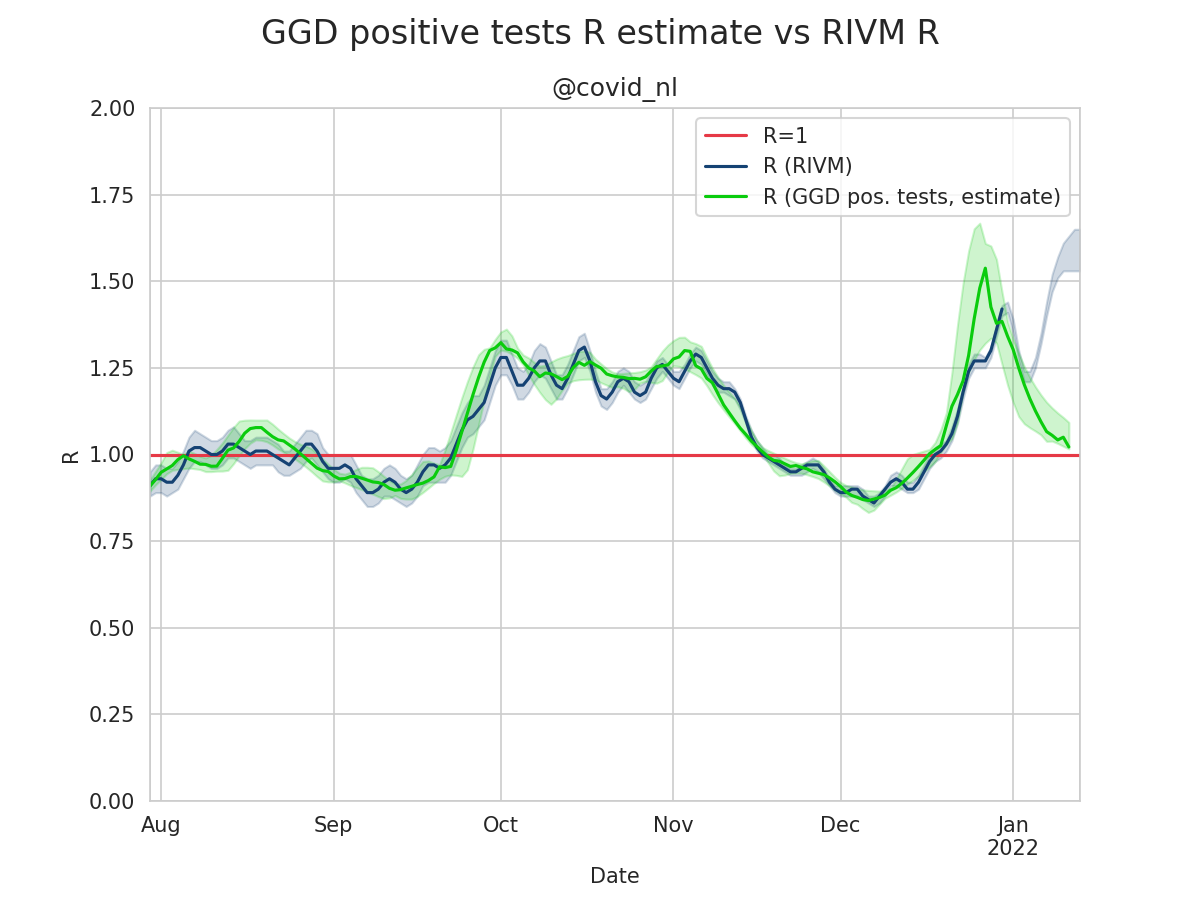 GGD positive tests R estimate vs RIVM R
@covid_nl
R=1
R (RIVM)
R (GGD pos. tests, estimate)
2.00
1.75
1.50
1.25
1.00
0.75
0.50
0.25
0.00
R
Aug Sep Oct Nov Dec Jan
2022
Date